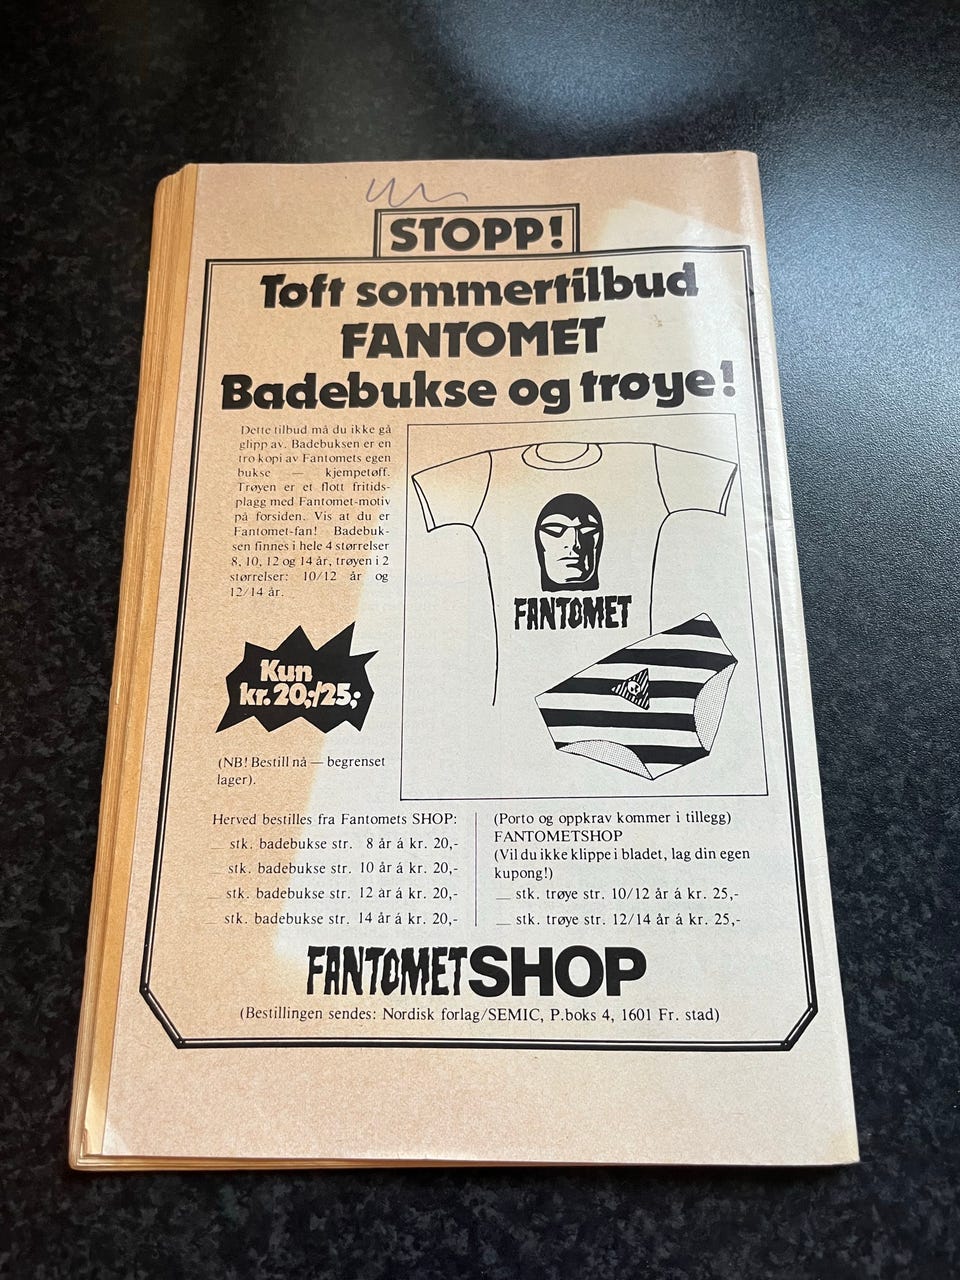 STOPP!
Tøft sommertilbud
FANTOMET
Badebukse og trøye!
Dette tilbud må du ikke gå
glipp av. Badebuksen er en
tro kopi av Fantomets egen
bukse — kjempetøff.
Trøyen er et flott fritids-
plagg med Fantomet-motiv
på forsiden. Vis at du er
Fantomet-fan! Badebuk-
sen finnes i hele 4 størrelser
8, 10, 12 og 14 år, trøyen i 2
størrelser: 10/12 år og
12/14 år.
FANTOMET
Kun
kr. 20,-/25,-
(NB! Bestill nå — begrenset
lager).
Herved bestilles fra Fantomets SHOP:
__ stk. badebukse str. 8 år á kr. 20,-
__ stk. badebukse str. 10 år á kr. 20,-
__ stk. badebukse str. 12 år á kr. 20,-
__ stk. badebukse str. 14 år á kr. 20,-
(Porto og oppkrav kommer i tillegg)
FANTOMETSHOP
(Vil du ikke klippe i bladet, lag din egen
kupong!)
__ stk. trøye str. 10/12 år á kr. 25,-
__ stk. trøye str. 12/14 år á kr. 25,-
FANTOMETSHOP
(Bestillingen sendes: Nordisk forlag/SEMIC, P.boks 4, 1601 Fr. stad)